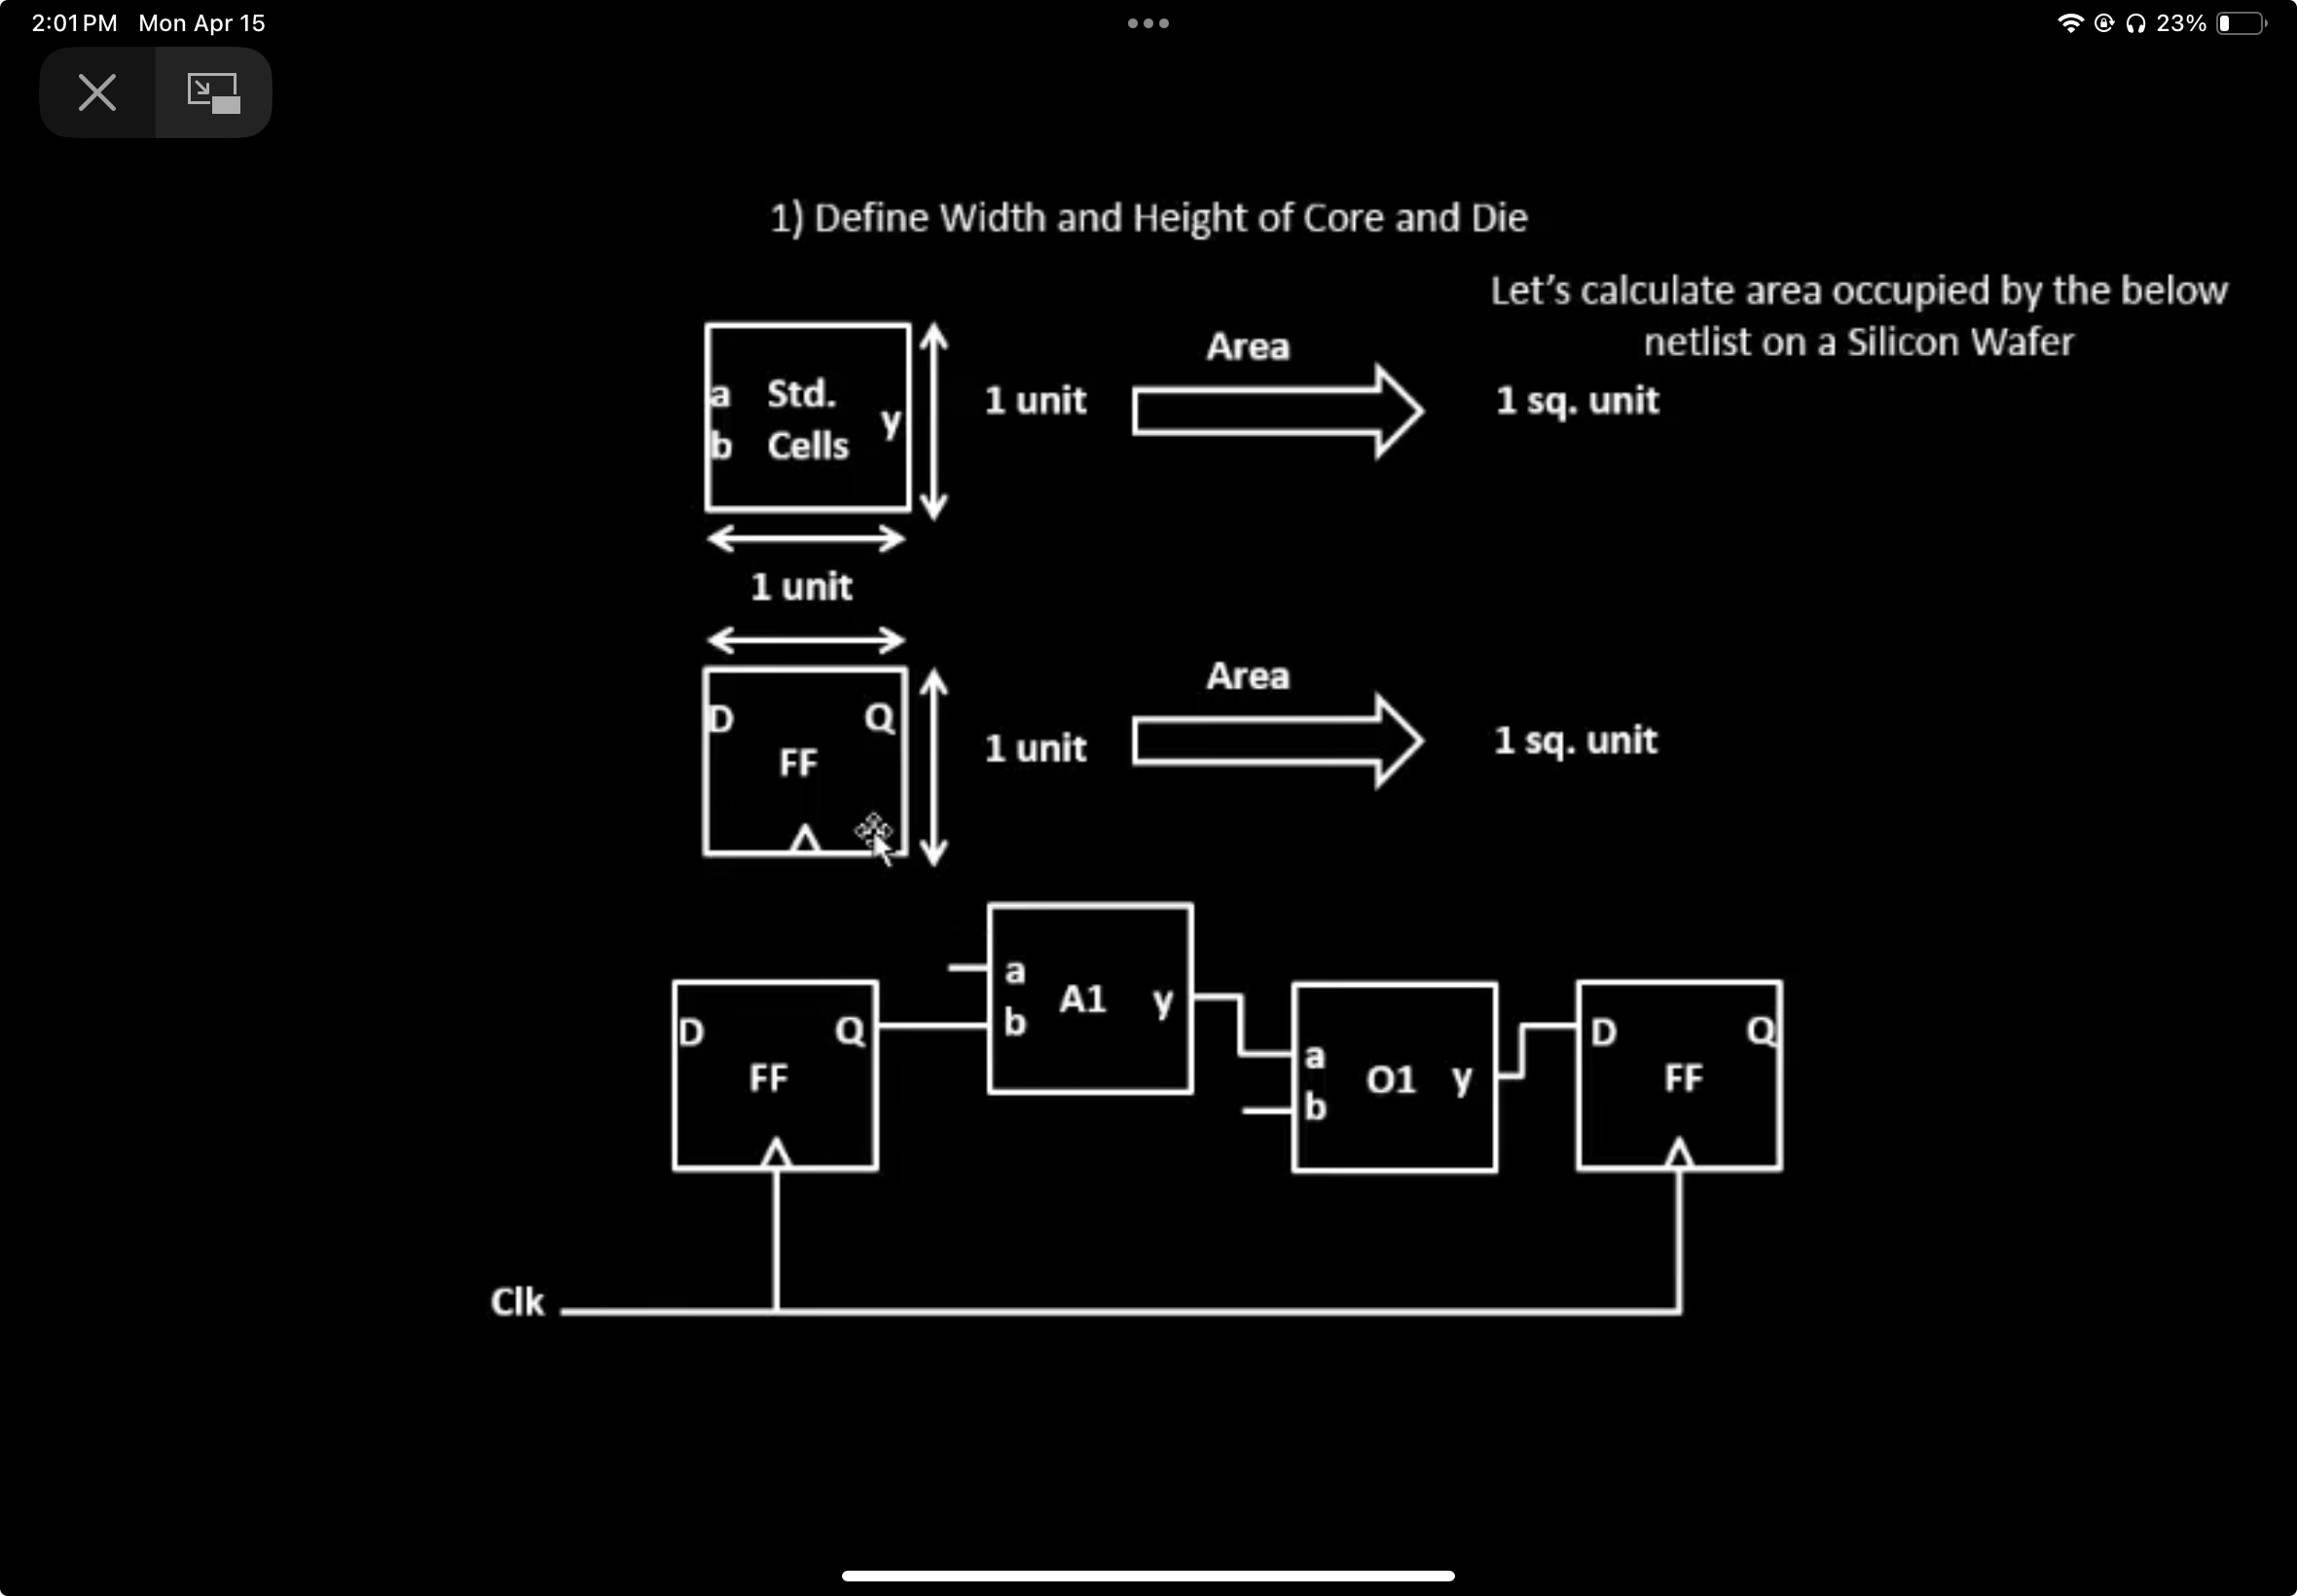 2:01 PM Mon Apr 15
23%
1) Define Width and Height of Core and Die
Let's calculate area occupied by the below
netlist on a Silicon Wafer
a Std.
b Cells
y
1 unit
Area
1 sq. unit
1 unit
D Q
FF
1 unit
Area
1 sq. unit
a
b
A1 y
D Q
FF
a
b
O1 y
D Q
FF
Clk